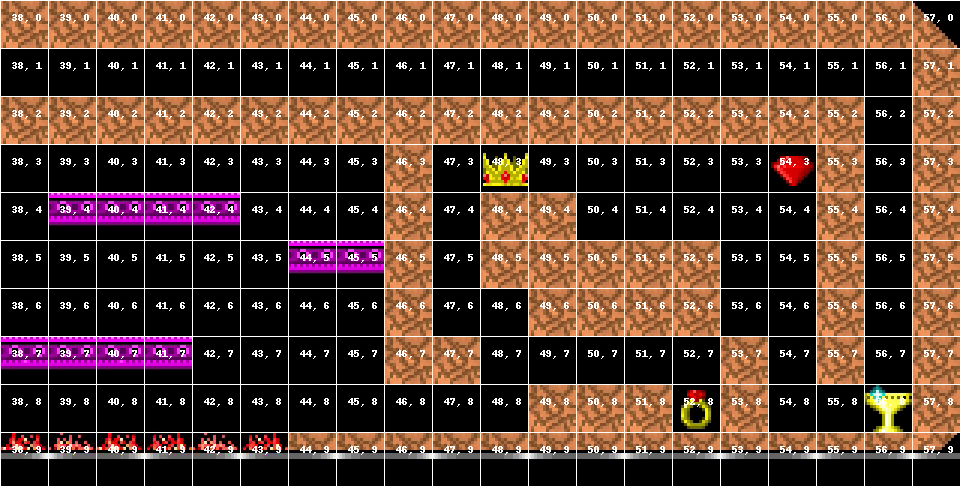 38, 0 39, 0 40, 0 41, 0 42, 0 43, 0 44, 0 45, 0 46, 0 47, 0 48, 0 49, 0 50, 0 51, 0 52, 0 53, 0 54, 0 55, 0 56, 0 57, 0
38, 1 39, 1 40, 1 41, 1 42, 1 43, 1 44, 1 45, 1 46, 1 47, 1 48, 1 49, 1 50, 1 51, 1 52, 1 53, 1 54, 1 55, 1 56, 1 57, 1
38, 2 39, 2 40, 2 41, 2 42, 2 43, 2 44, 2 45, 2 46, 2 47, 2 48, 2 49, 2 50, 2 51, 2 52, 2 53, 2 54, 2 55, 2 56, 2 57, 2
38, 3 39, 3 40, 3 41, 3 42, 3 43, 3 44, 3 45, 3 46, 3 47, 3 48, 3 49, 3 50, 3 51, 3 52, 3 53, 3 54, 3 55, 3 56, 3 57, 3
38, 4 39, 4 40, 4 41, 4 42, 4 43, 4 44, 4 45, 4 46, 4 47, 4 48, 4 49, 4 50, 4 51, 4 52, 4 53, 4 54, 4 55, 4 56, 4 57, 4
38, 5 39, 5 40, 5 41, 5 42, 5 43, 5 44, 5 45, 5 46, 5 47, 5 48, 5 49, 5 50, 5 51, 5 52, 5 53, 5 54, 5 55, 5 56, 5 57, 5
38, 6 39, 6 40, 6 41, 6 42, 6 43, 6 44, 6 45, 6 46, 6 47, 6 48, 6 49, 6 50, 6 51, 6 52, 6 53, 6 54, 6 55, 6 56, 6 57, 6
38, 7 39, 7 40, 7 41, 7 42, 7 43, 7 44, 7 45, 7 46, 7 47, 7 48, 7 49, 7 50, 7 51, 7 52, 7 53, 7 54, 7 55, 7 56, 7 57, 7
38, 8 39, 8 40, 8 41, 8 42, 8 43, 8 44, 8 45, 8 46, 8 47, 8 48, 8 49, 8 50, 8 51, 8 52, 8 53, 8 54, 8 55, 8 56, 8 57, 8
38, 9 39, 9 40, 9 41, 9 42, 9 43, 9 44, 9 45, 9 46, 9 47, 9 48, 9 49, 9 50, 9 51, 9 52, 9 53, 9 54, 9 55, 9 56, 9 57, 9